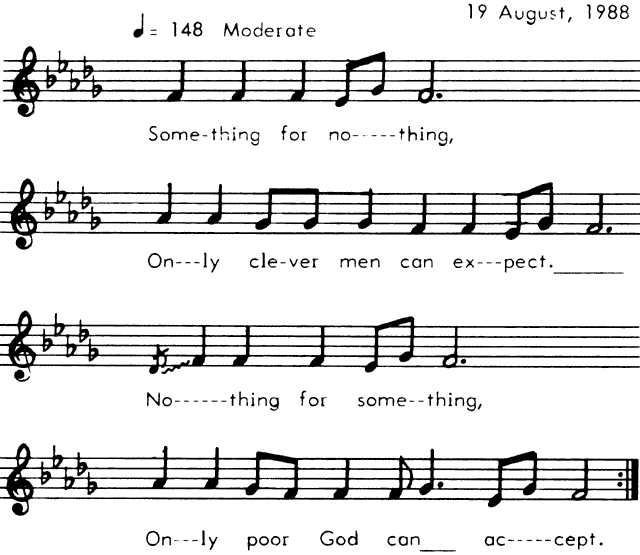 19 August, 1988
♩= 148 Moderate
Some-thing for no-----thing,
On---ly cle-ver men can ex---pect.______
No------thing for some--thing,
On---ly poor God can___ ac-----cept.